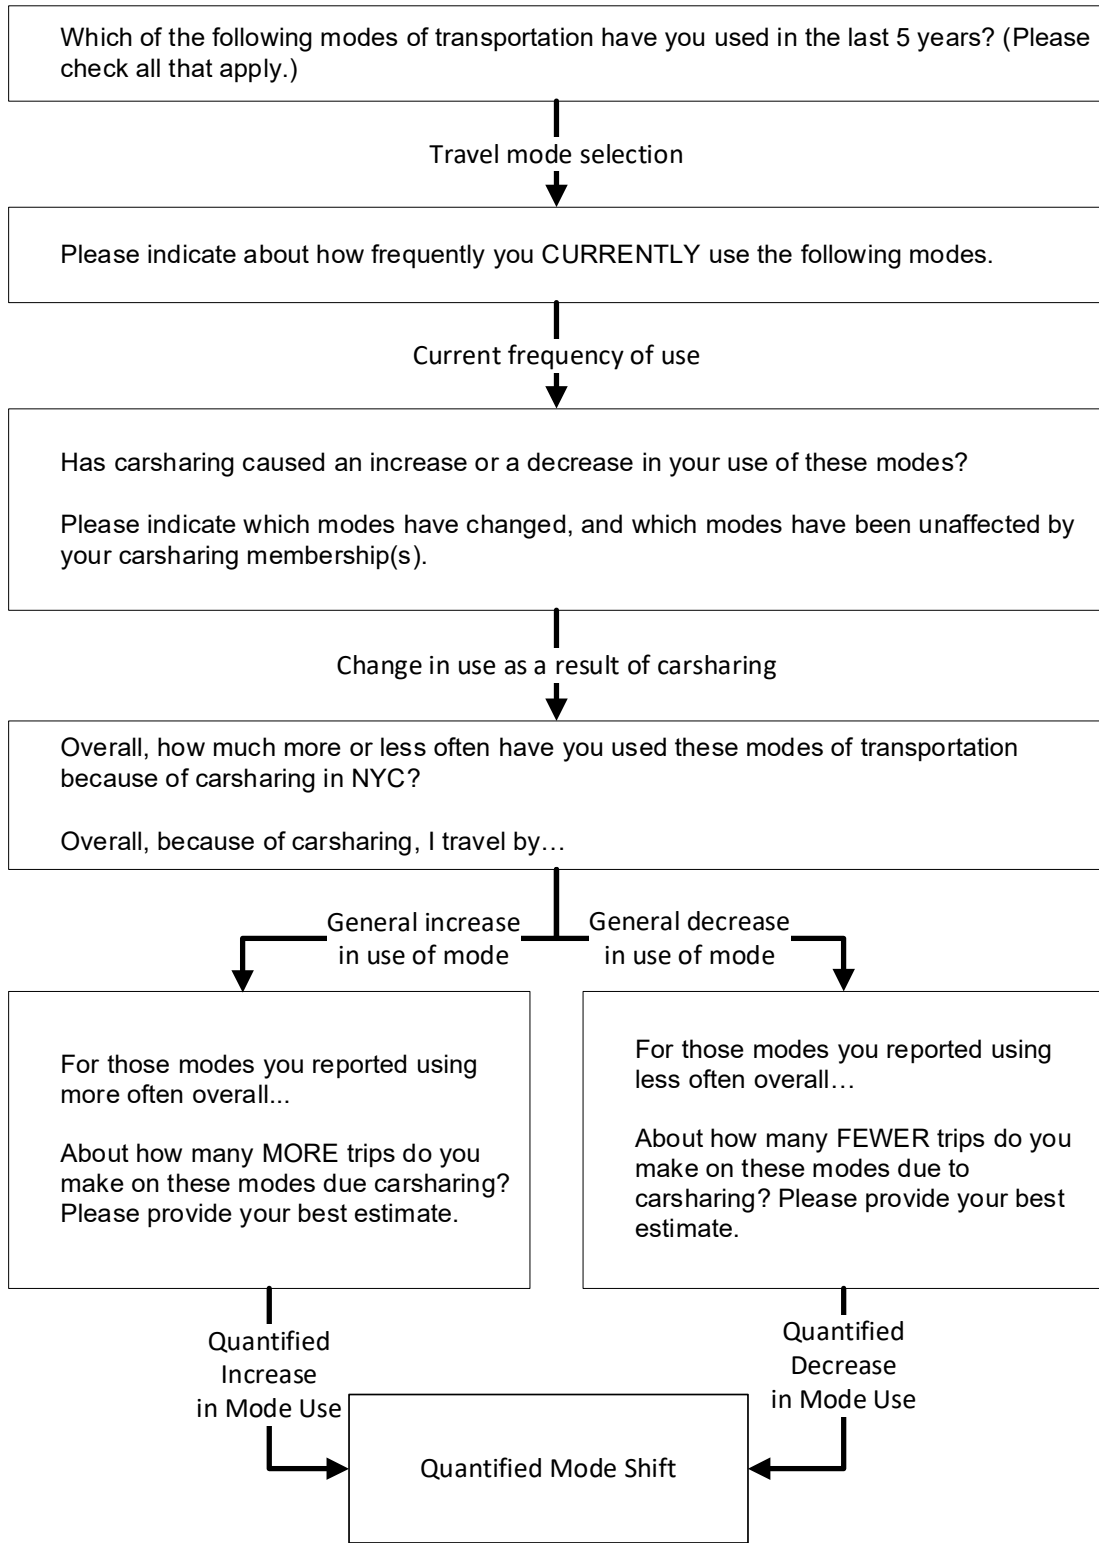 Which of the following modes of transportation have you used in the last 5 years? (Please
check all that apply.)
Travel mode selection
Please indicate about how frequently you CURRENTLY use the following modes.
Current frequency of use
Has carsharing caused an increase or a decrease in your use of these modes?
Please indicate which modes have changed, and which modes have been unaffected by
your carsharing membership(s).
Change in use as a result of carsharing
Overall, how much more or less often have you used these modes of transportation
because of carsharing in NYC?
Overall, because of carsharing, I travel by…
General increase
in use of mode
General decrease
in use of mode
For those modes you reported using
more often overall...
About how many MORE trips do you
make on these modes due carsharing?
Please provide your best estimate.
For those modes you reported using
less often overall…
About how many FEWER trips do you
make on these modes due to
carsharing? Please provide your best
estimate.
Quantified
Increase
in Mode Use
Quantified
Decrease
in Mode Use
Quantified Mode Shift